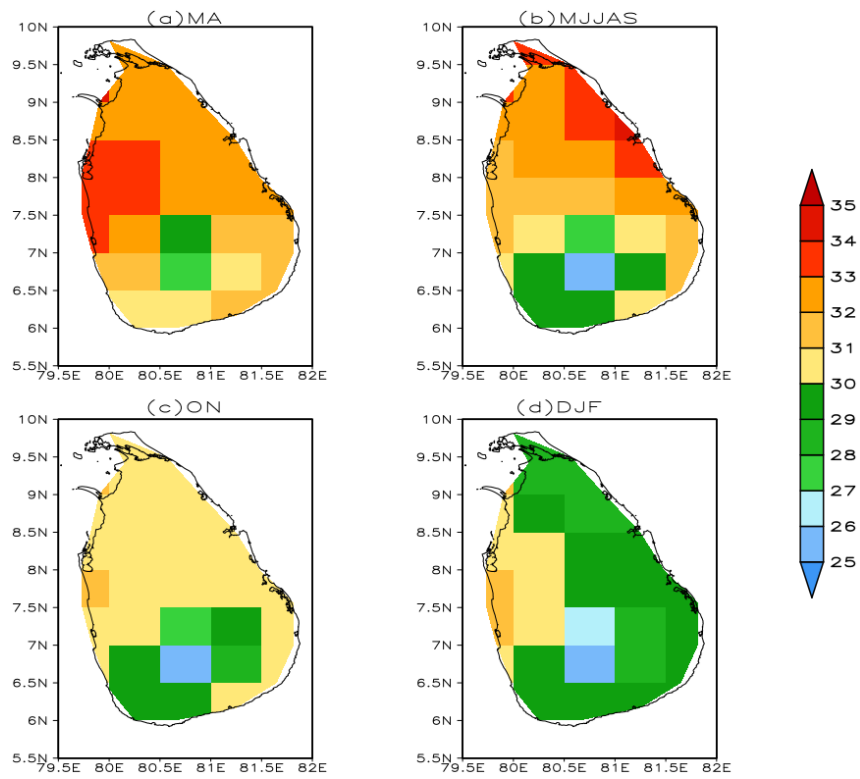 (a)MA
10N
9.5N
9N
8.5N
8N
7.5N
7N
6.5N
6N
5.5N
79.5E 80E 80.5E 81E 81.5E 82E
(b)MJJAS
10N
9.5N
9N
8.5N
8N
7.5N
7N
6.5N
6N
5.5N
79.5E 80E 80.5E 81E 81.5E 82E
(c)ON
10N
9.5N
9N
8.5N
8N
7.5N
7N
6.5N
6N
5.5N
79.5E 80E 80.5E 81E 81.5E 82E
(d)DJF
10N
9.5N
9N
8.5N
8N
7.5N
7N
6.5N
6N
5.5N
79.5E 80E 80.5E 81E 81.5E 82E
35
34
33
32
31
30
29
28
27
26
25